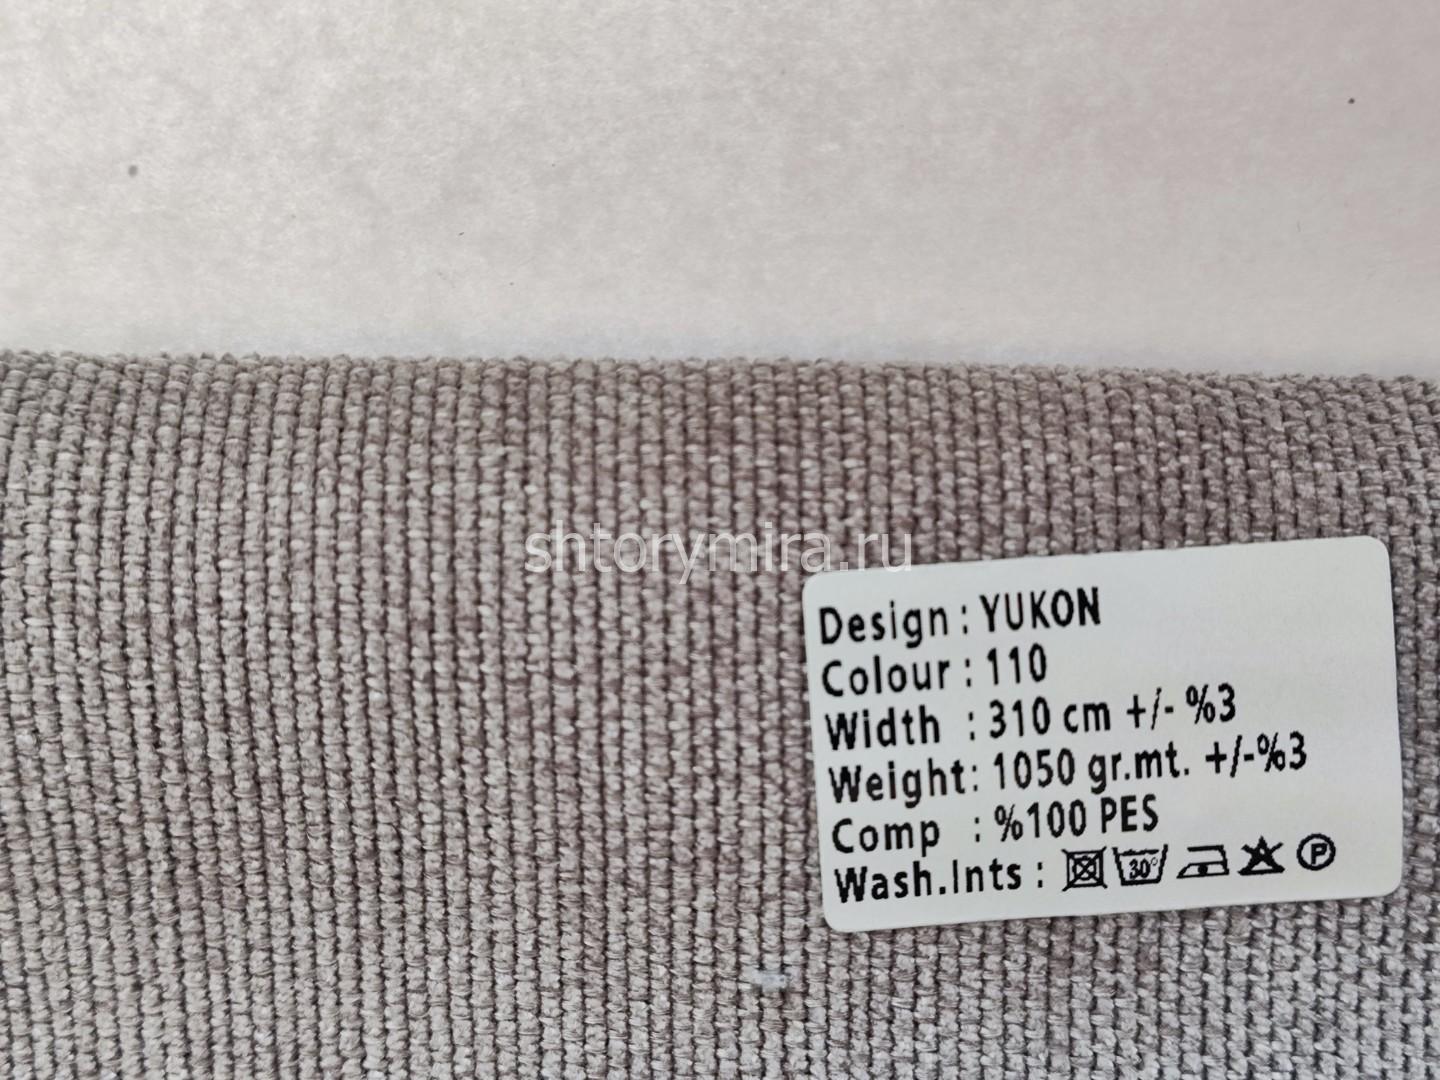 shtorymira.ru
Design : YUKON
Colour : 110
Width : 310 cm +/- %3
Weight : 1050 gr.mt. +/-%3
Comp : %100 PES
Wash.Ints : 30° P